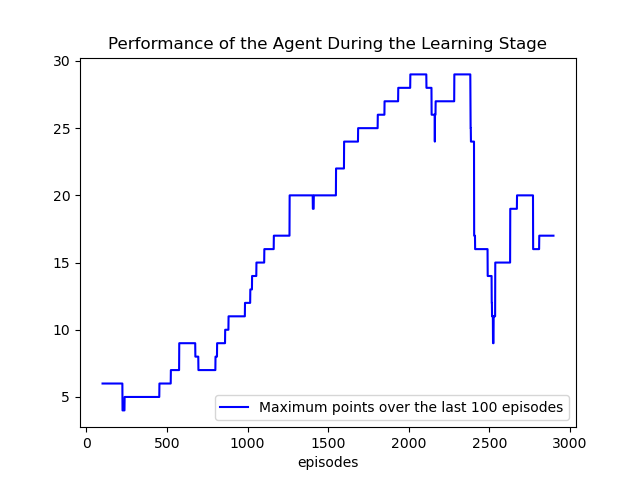 Performance of the Agent During the Learning Stage
30
25
20
15
10
5
Maximum points over the last 100 episodes
0 500 1000 1500 2000 2500 3000
episodes